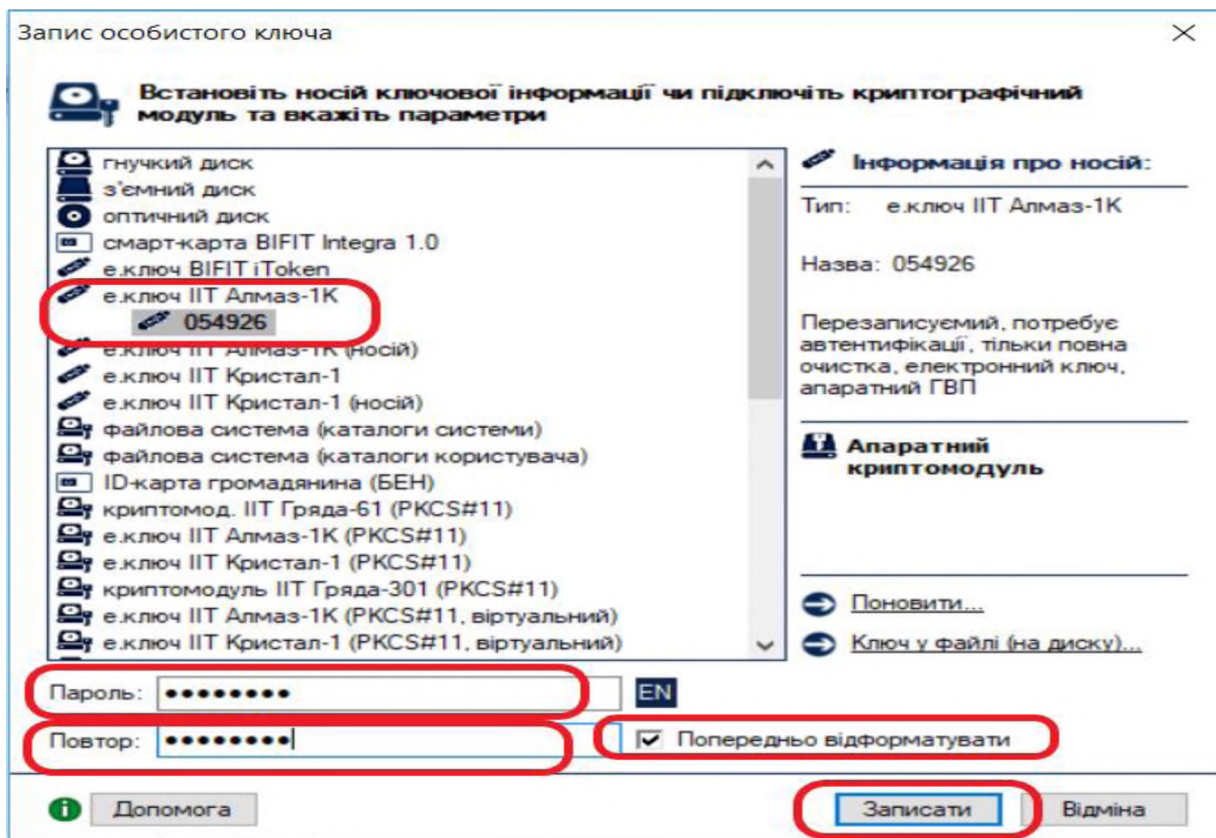 Запис особистого ключа
Встановіть носій ключової інформації чи підключіть криптографічний
модуль та вкажіть параметри
гнучкий диск
з'ємний диск
оптичний диск
смарт-карта BIFIT Integra 1.0
е.ключ BIFIT iToken
е.ключ ІІТ Алмаз-1К
054926
е.ключ ІІТ Алмаз-1К (носій)
е.ключ ІІТ Кристал-1
е.ключ ІІТ Кристал-1 (носій)
файлова система (каталоги системи)
файлова система (каталоги користувача)
ID-карта громадянина (БЕН)
криптомод. ІІТ Гряда-61 (PKCS#11)
е.ключ ІІТ Алмаз-1К (PKCS#11)
е.ключ ІІТ Кристал-1 (PKCS#11)
криптомодуль ІІТ Гряда-301 (PKCS#11)
е.ключ ІІТ Алмаз-1К (PKCS#11, віртуальний)
е.ключ ІІТ Кристал-1 (PKCS#11, віртуальний)
Інформація про носій:
Тип: е.ключ ІІТ Алмаз-1К
Назва: 054926
Перезаписуємий, потребує
автентифікації, тільки повна
очистка, електронний ключ,
апаратний ГВП
Апаратний
криптомодуль
Поновити...
Ключ у файлі (на диску)...
Пароль: •••••••• EN
Повтор: •••••••• Попередньо відформатувати
Допомога Записати Відміна